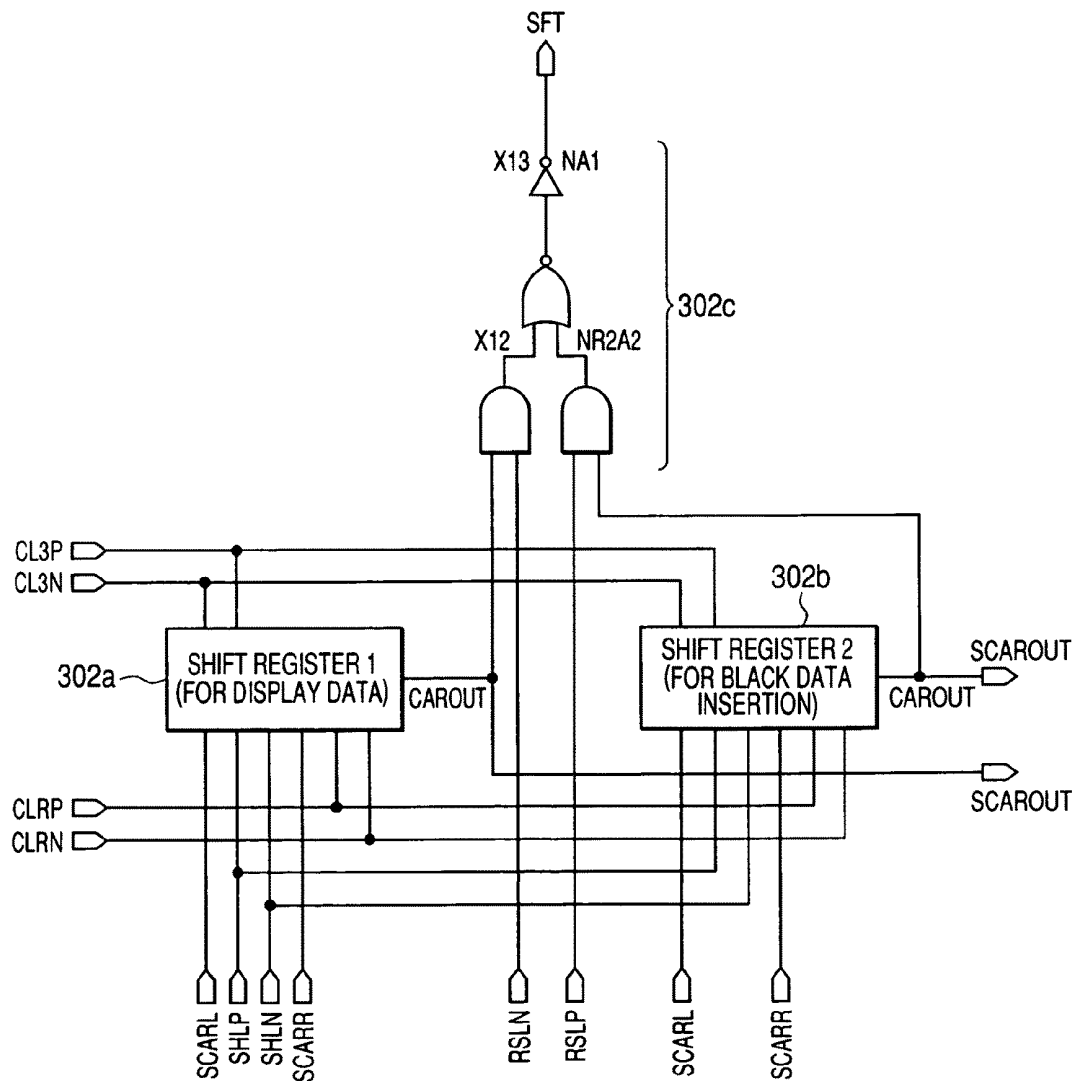 SFT
X13 NA1
302c
X12 NR2A2
CL3P
CL3N
302b
302a
SHIFT REGISTER 1
(FOR DISPLAY DATA)
CAROUT
SHIFT REGISTER 2
(FOR BLACK DATA
INSERTION)
CAROUT
SCAROUT
SCAROUT
CLRP
CLRN
SCARL
SHLP
SHLN
SCARR
RSLN
RSLP
SCARL
SCARR